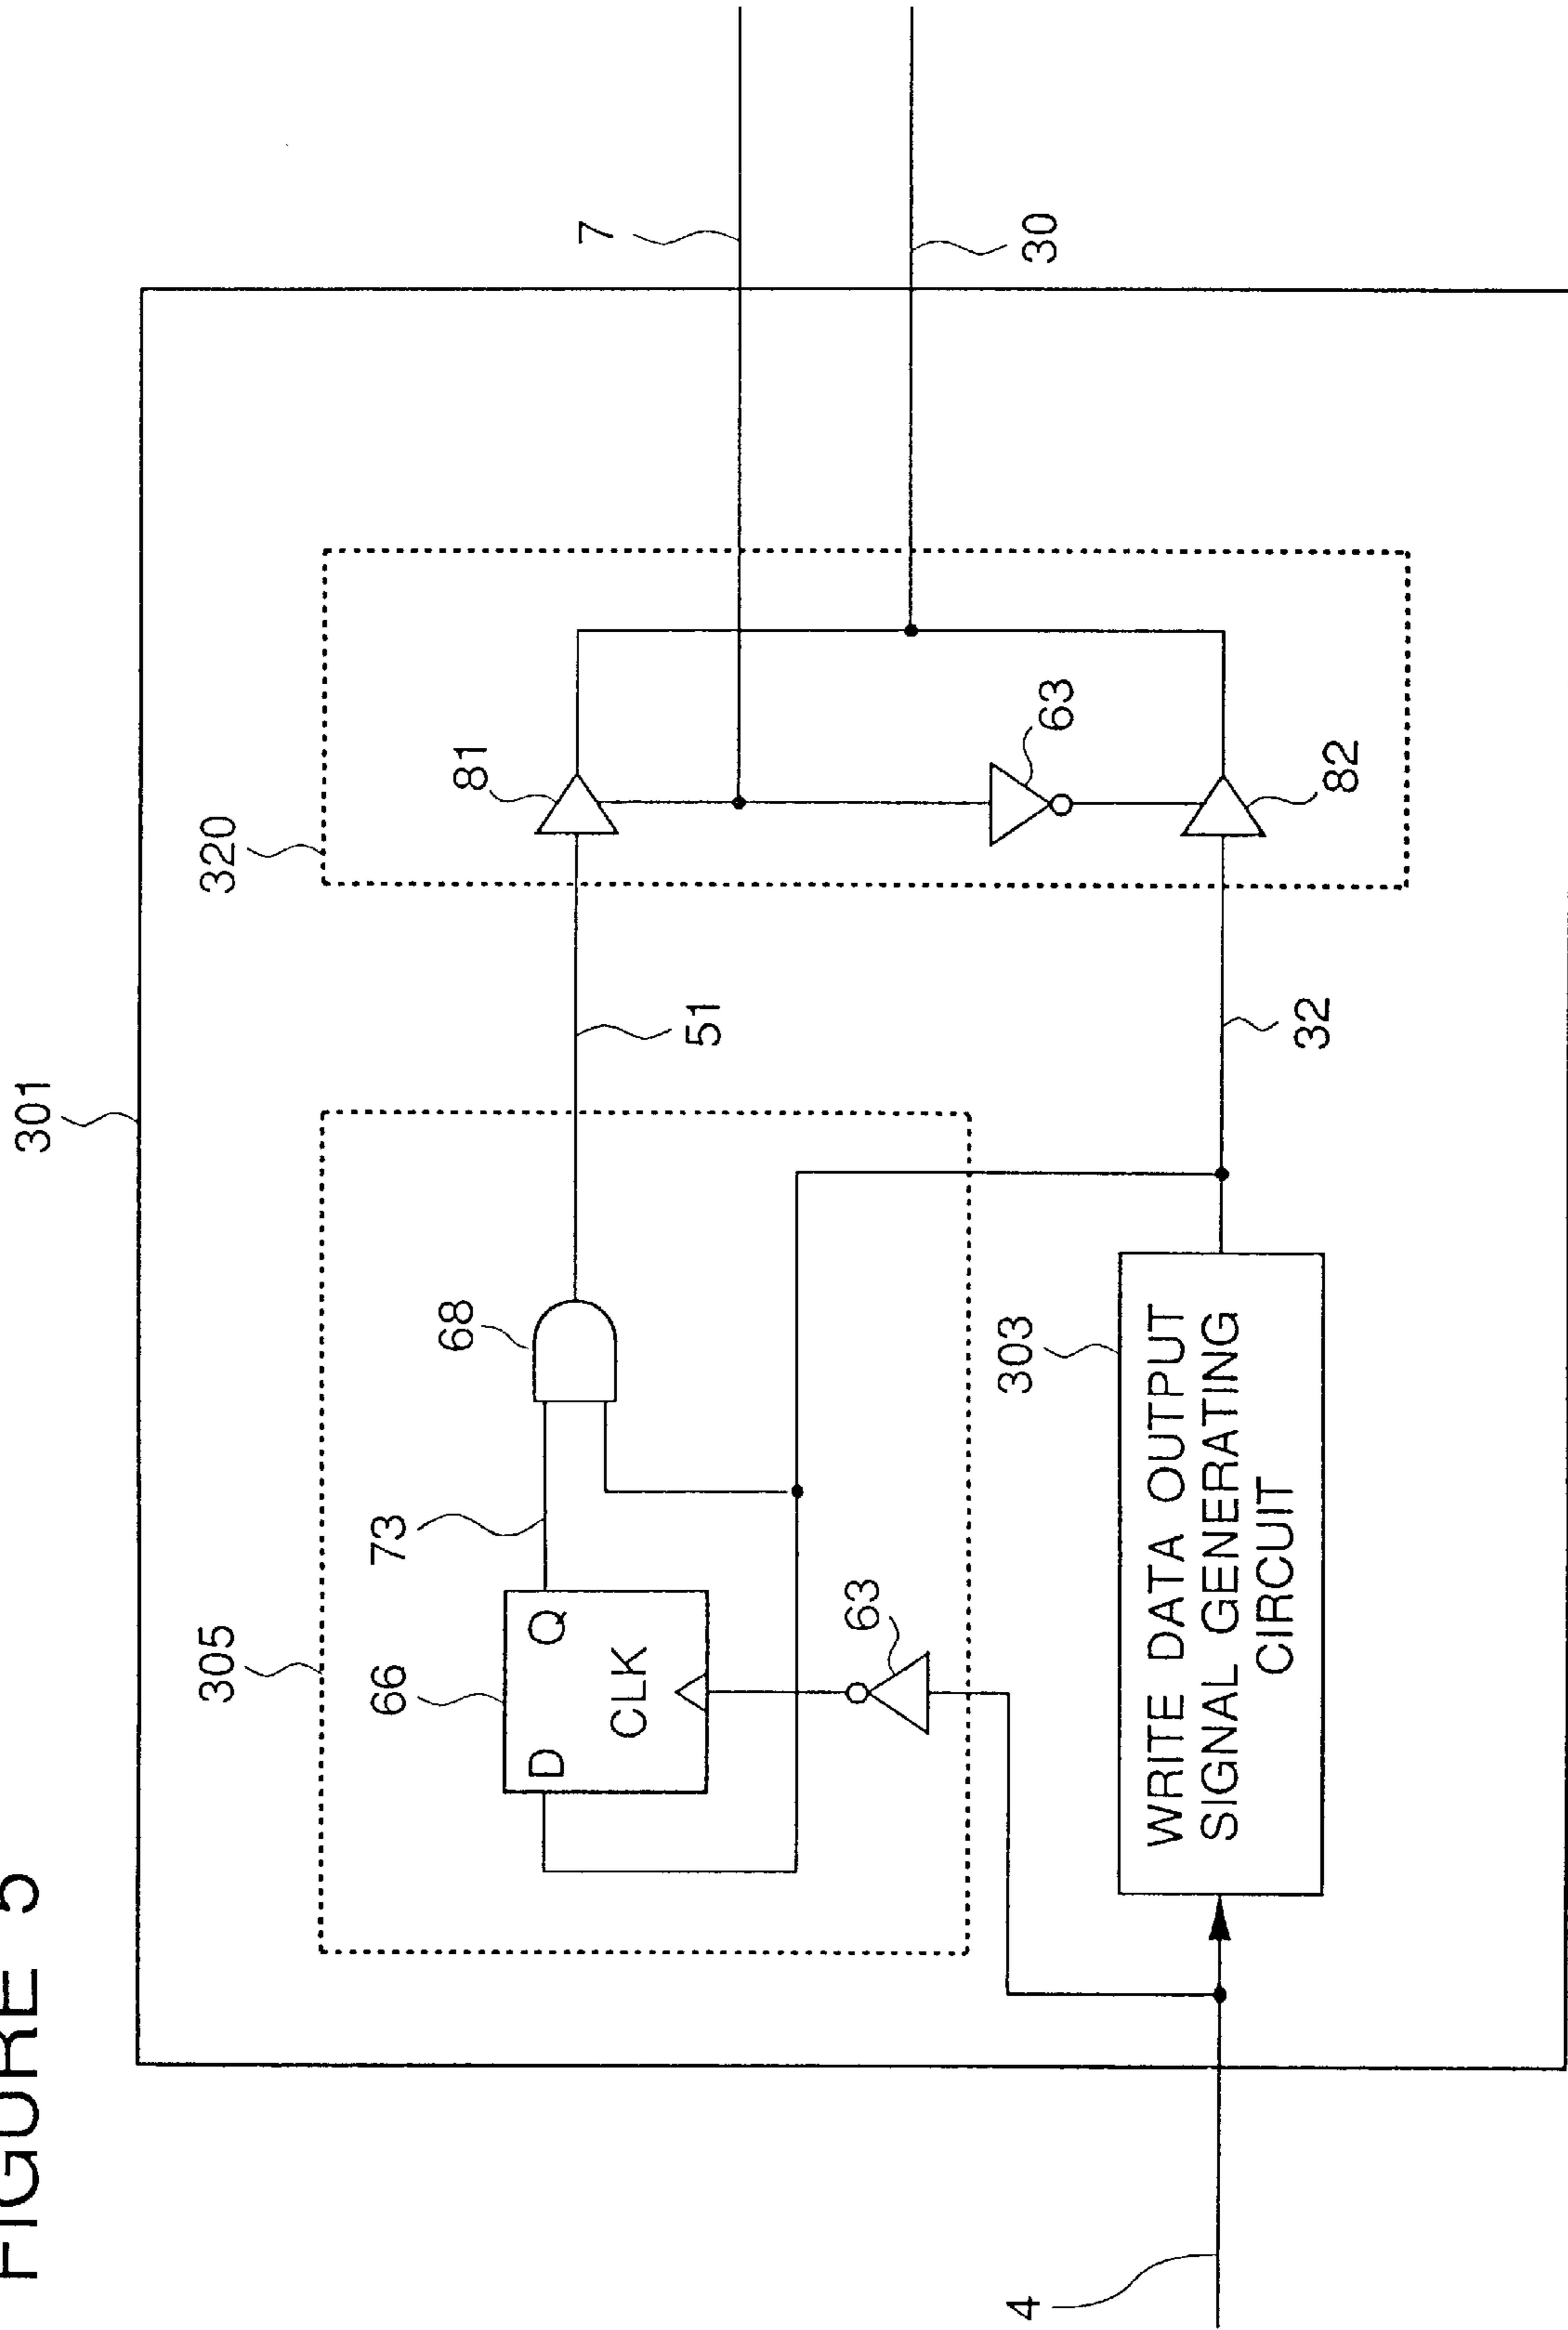 FIGURE 5
301
305
320
66
73
68
81
7
D
Q
CLK
51
63
303
63
30
WRITE DATA OUTPUT
SIGNAL GENERATING
CIRCUIT
32
82
4